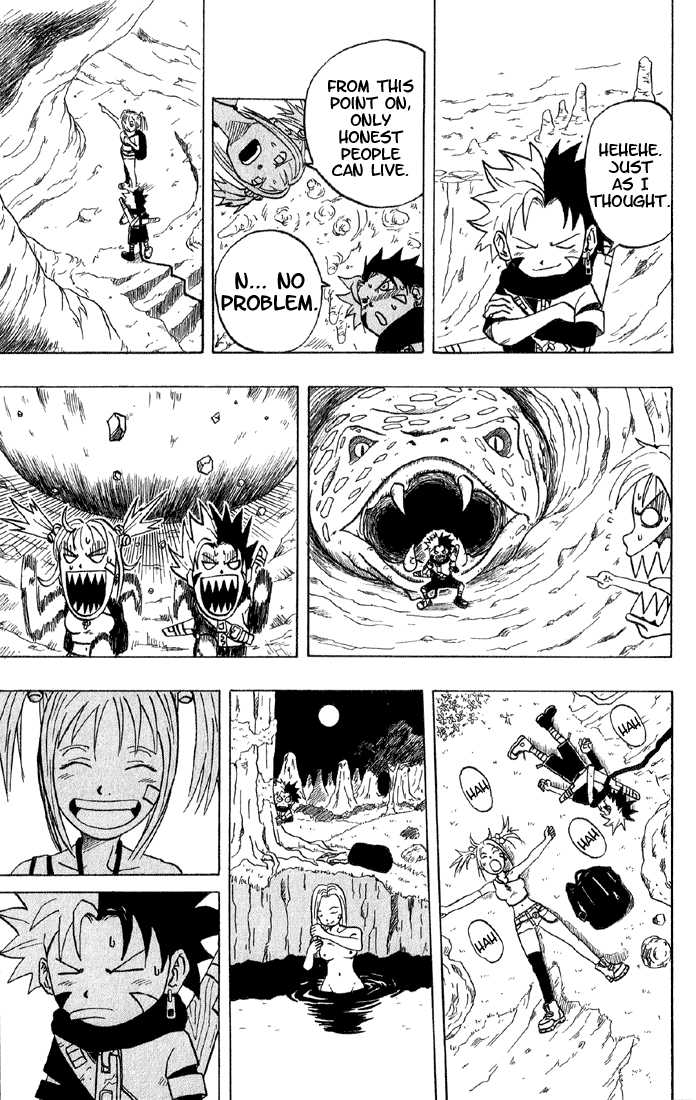 HEHEHE.
JUST
AS I
THOUGHT.
FROM THIS
POINT ON,
ONLY
HONEST
PEOPLE
CAN LIVE.
N... NO
PROBLEM.
HAH
HAH
HAH
HAH